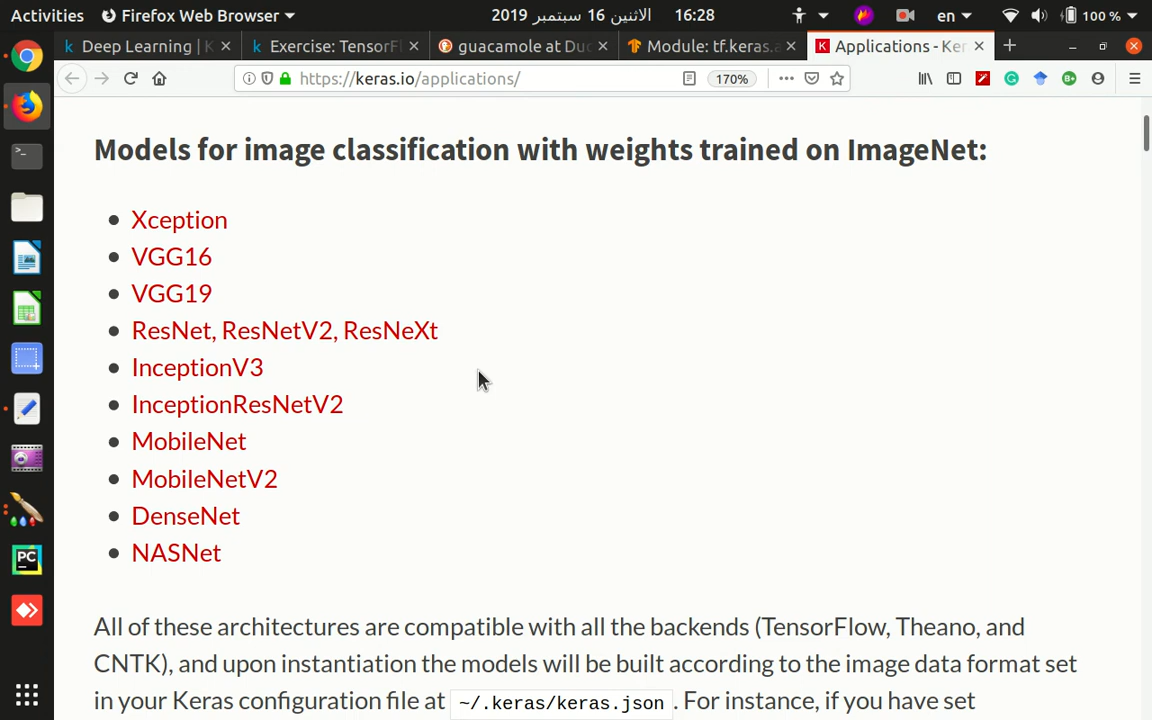 Activities Firefox Web Browser الاثنين 16 سبتمبر 2019 16:28 en 100 %
Deep Learning | K Exercise: TensorFl guacamole at Duc Module: tf.keras.a Applications - Ker
https://keras.io/applications/ 170%
Models for image classification with weights trained on ImageNet:
Xception
VGG16
VGG19
ResNet, ResNetV2, ResNeXt
InceptionV3
InceptionResNetV2
MobileNet
MobileNetV2
DenseNet
NASNet
All of these architectures are compatible with all the backends (TensorFlow, Theano, and
CNTK), and upon instantiation the models will be built according to the image data format set
in your Keras configuration file at ~/.keras/keras.json . For instance, if you have set